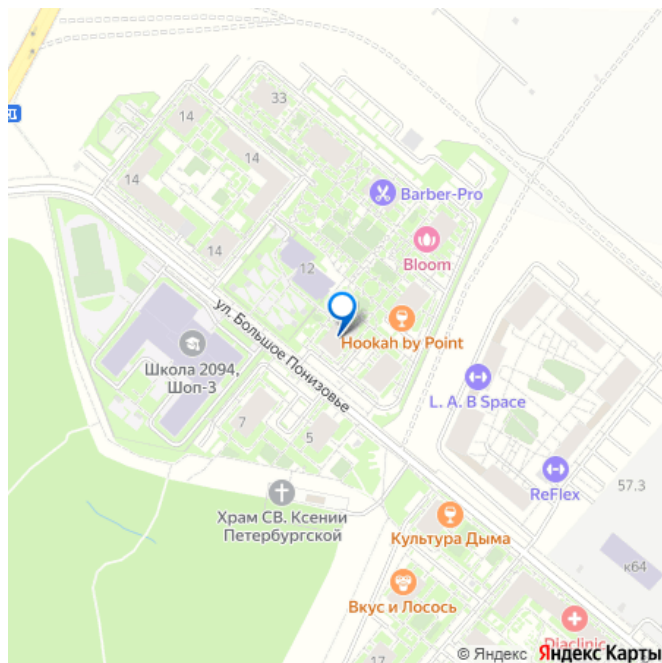 33
14
14
14
14
Barber-Pro
Bloom
12
ул. Большое Понизовье
Hookah by Point
Школа 2094,
Шоп-3
L. A. B Space
7
5
ReFlex
57.3
Храм СВ. Ксении
Петербургской
Культура Дыма
к64
Вкус и Лосось
Diaclinic
17
© Яндекс Яндекс Карты